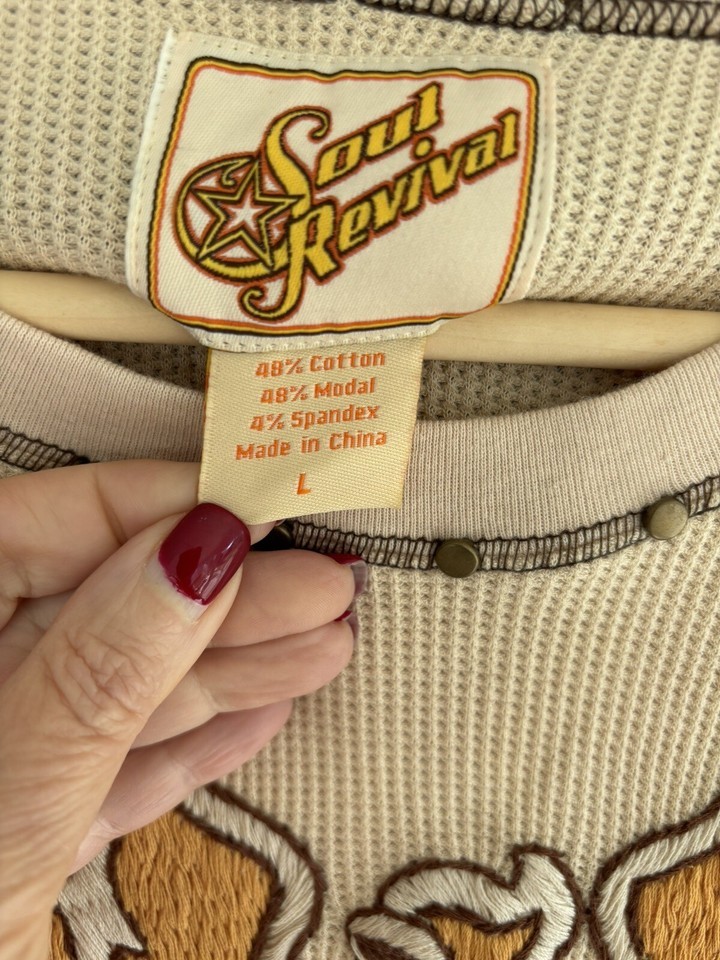 Soul
Revival
48% Cotton
48% Modal
4% Spandex
Made in China
L